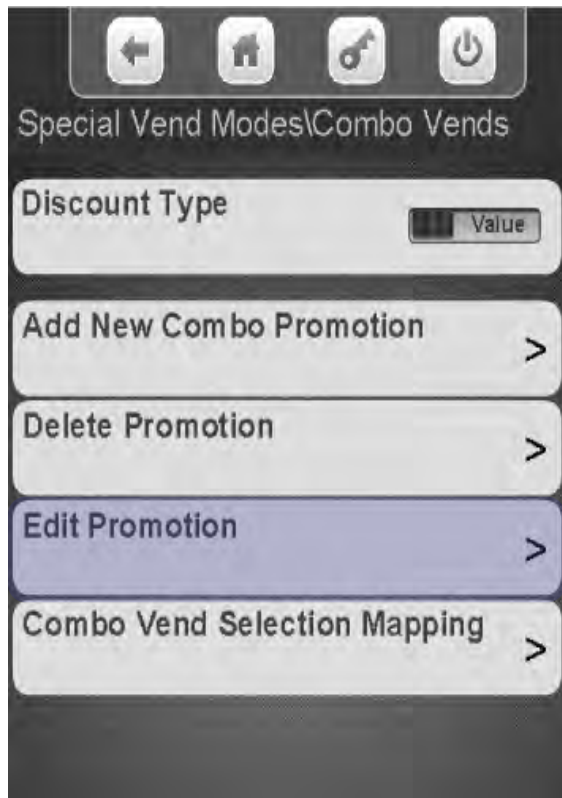 Special Vend Modes\Combo Vends
Discount Type
Value
Add New Combo Promotion
>
Delete Promotion
>
Edit Promotion
>
Combo Vend Selection Mapping
>